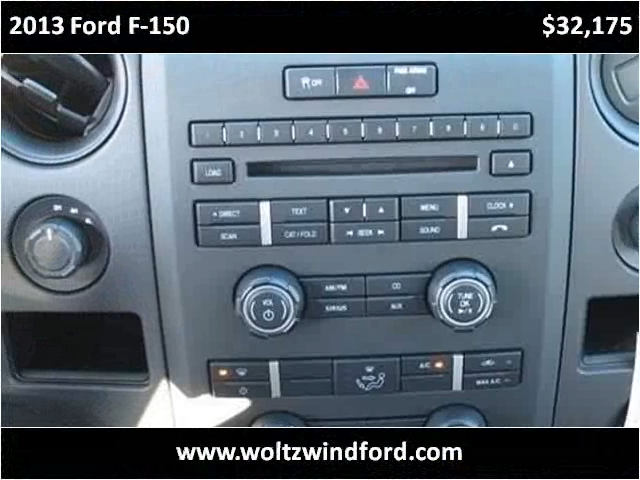 2013 Ford F-150 $32,175
OFF
PASS AIRBAG
OFF
1 2 3 4 5 6 7 8 9 0
LOAD
DIRECT TEXT MENU CLOCK
SCAN CAT/FOLD SEEK SOUND
VOL AM/FM CD TUNE
OK
SIRIUS AUX
A/C
MAX A/C
www.woltzwindford.com